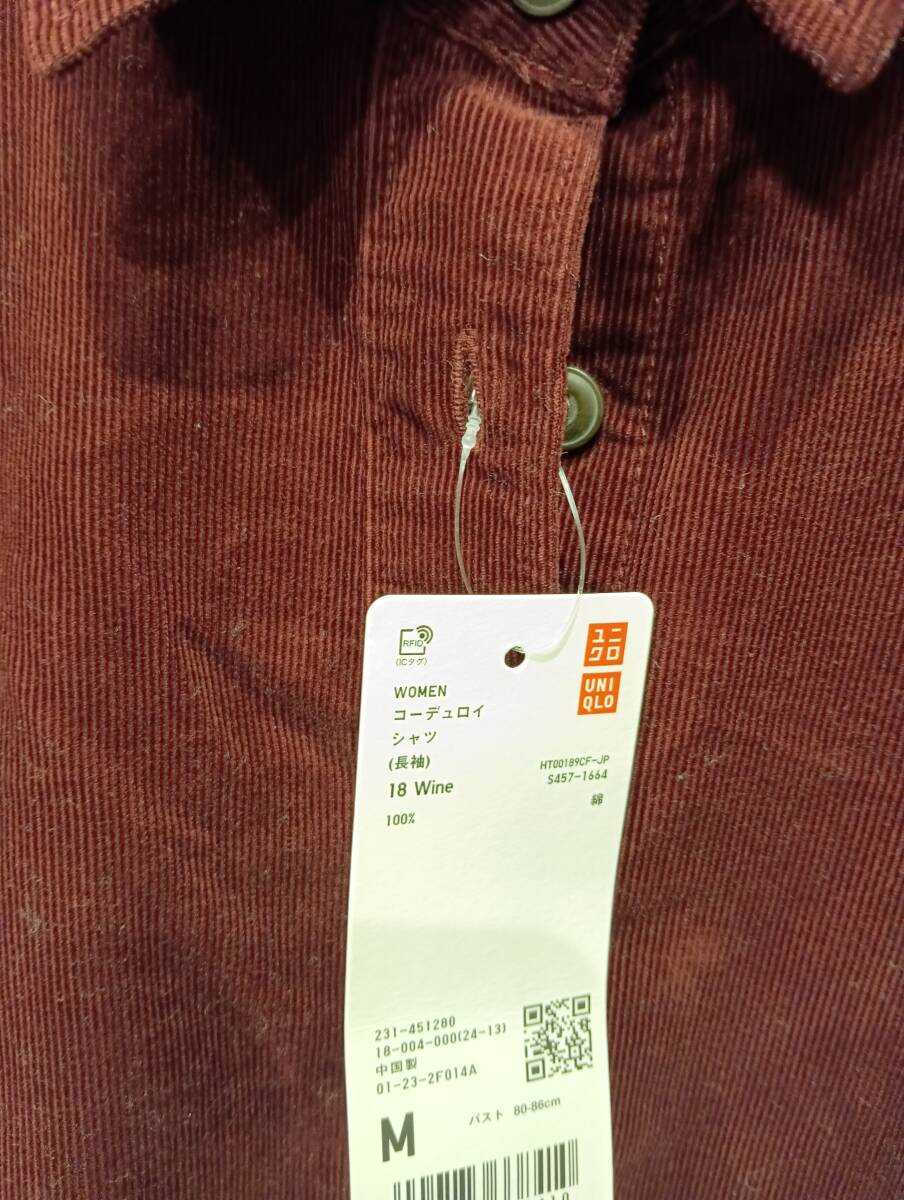 RFID
(ICタグ)
ユニ
クロ
UNI
QLO
WOMEN
コーデュロイ
シャツ
(長袖)
18 Wine
HT00189CF-JP
S457-1664
綿
100%
231-451280
18-004-000(24-13)
中国製
01-23-2F014A
M
バスト 80-86cm